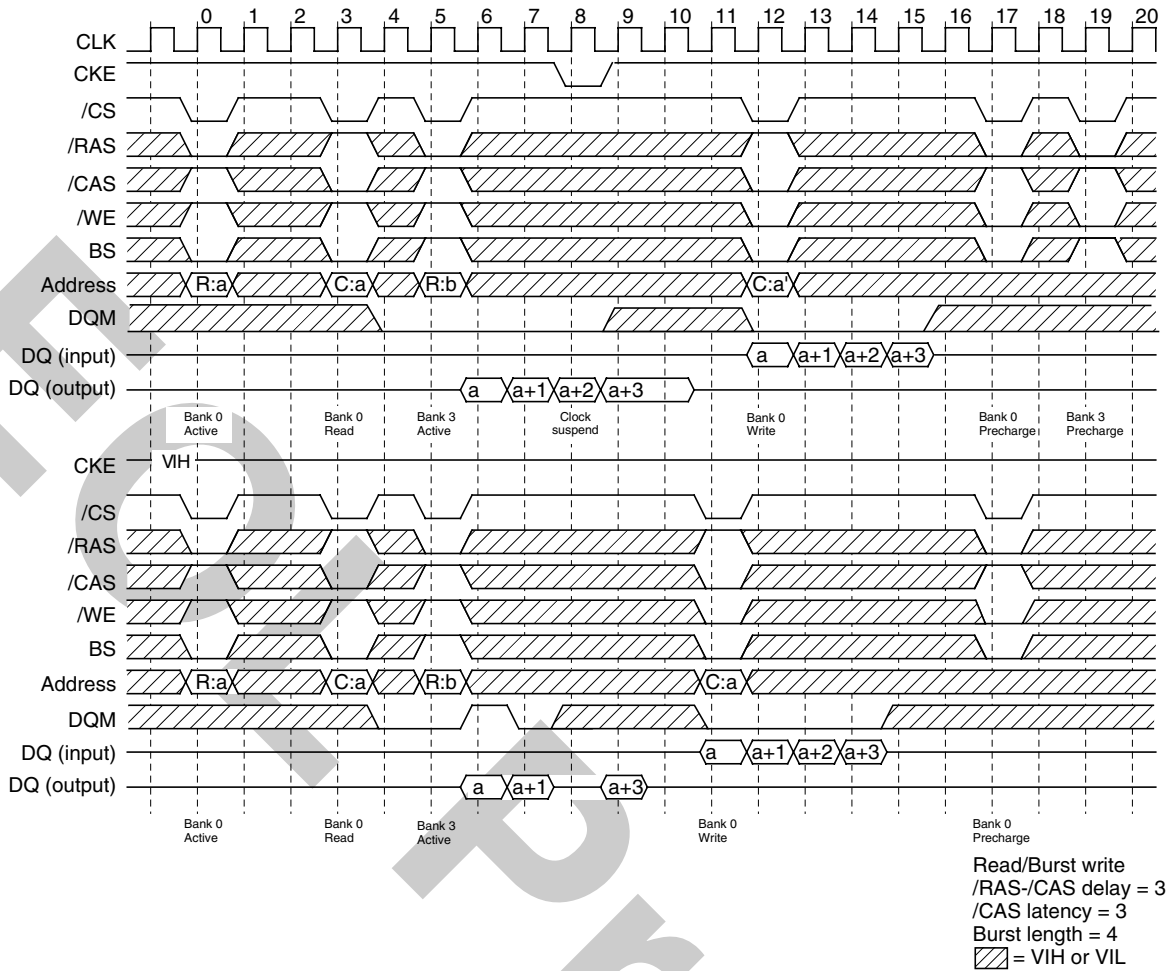 0 1 2 3 4 5 6 7 8 9 10 11 12 13 14 15 16 17 18 19 20
CLK
CKE
/CS
/RAS
/CAS
/WE
BS
Address R:a C:a R:b C:a'
DQM
DQ (input) a a+1 a+2 a+3
DQ (output) a a+1 a+2 a+3
Bank 0 Bank 0 Bank 3 Clock Bank 0 Bank 0 Bank 3
Active Read Active suspend Write Precharge Precharge
CKE VIH
/CS
/RAS
/CAS
/WE
BS
Address R:a C:a R:b C:a
DQM
DQ (input) a a+1 a+2 a+3
DQ (output) a a+1 a+3
Bank 0 Bank 0 Bank 3 Bank 0 Bank 0
Active Read Active Write Precharge
Read/Burst write
/RAS-/CAS delay = 3
/CAS latency = 3
Burst length = 4
= VIH or VIL